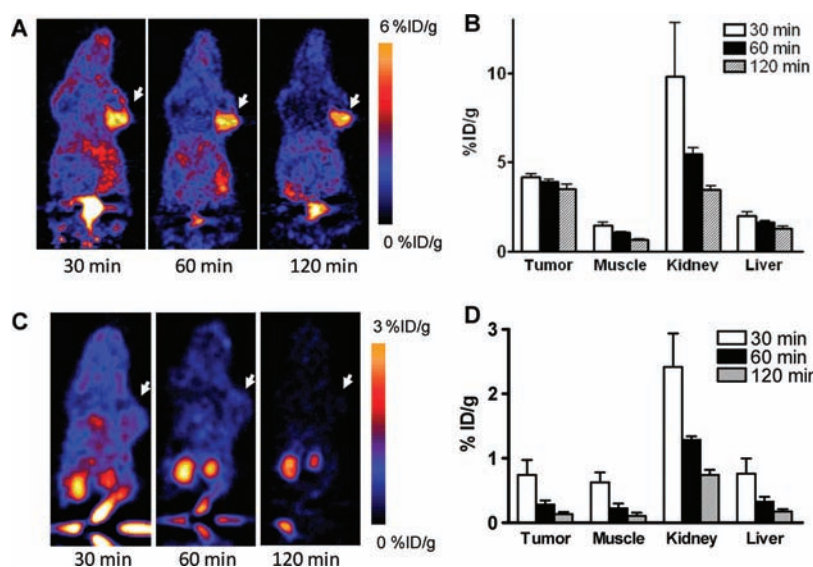 A
6 %ID/g
0 %ID/g
30 min
60 min
120 min
B
%ID/g
10
5
0
30 min
60 min
120 min
Tumor
Muscle
Kidney
Liver
C
3 %ID/g
0 %ID/g
30 min
60 min
120 min
D
% ID/g
3
2
1
0
30 min
60 min
120 min
Tumor
Muscle
Kidney
Liver